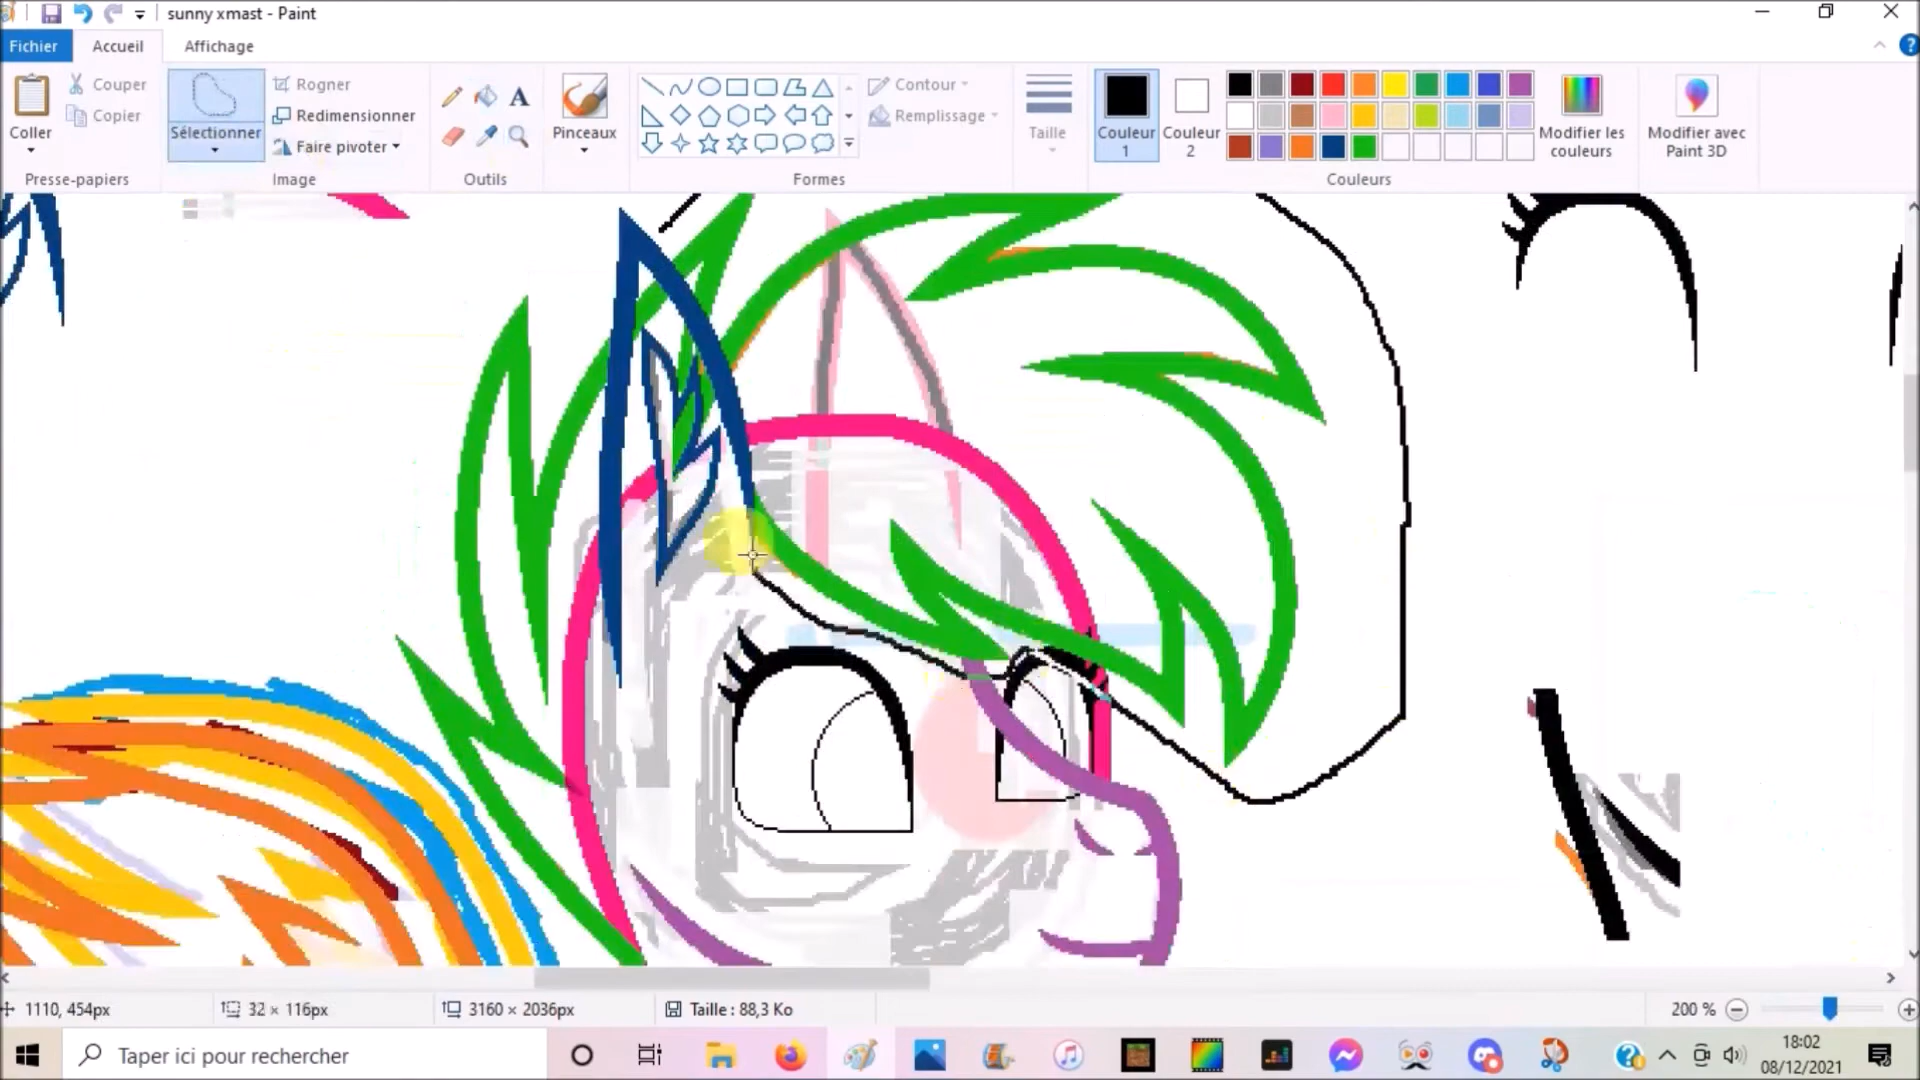 sunny xmast - Paint
Fichier
Accueil
Affichage
Coller
Couper
Copier
Sélectionner
Rogner
Redimensionner
Faire pivoter
A
Pinceaux
Contour
Remplissage
Taille
Couleur
1
Couleur
2
Modifier les
couleurs
Modifier avec
Paint 3D
Presse-papiers
Image
Outils
Formes
Couleurs
1110, 454px
32 × 116px
3160 × 2036px
Taille : 88,3 Ko
200 %
Taper ici pour rechercher
18:02
08/12/2021